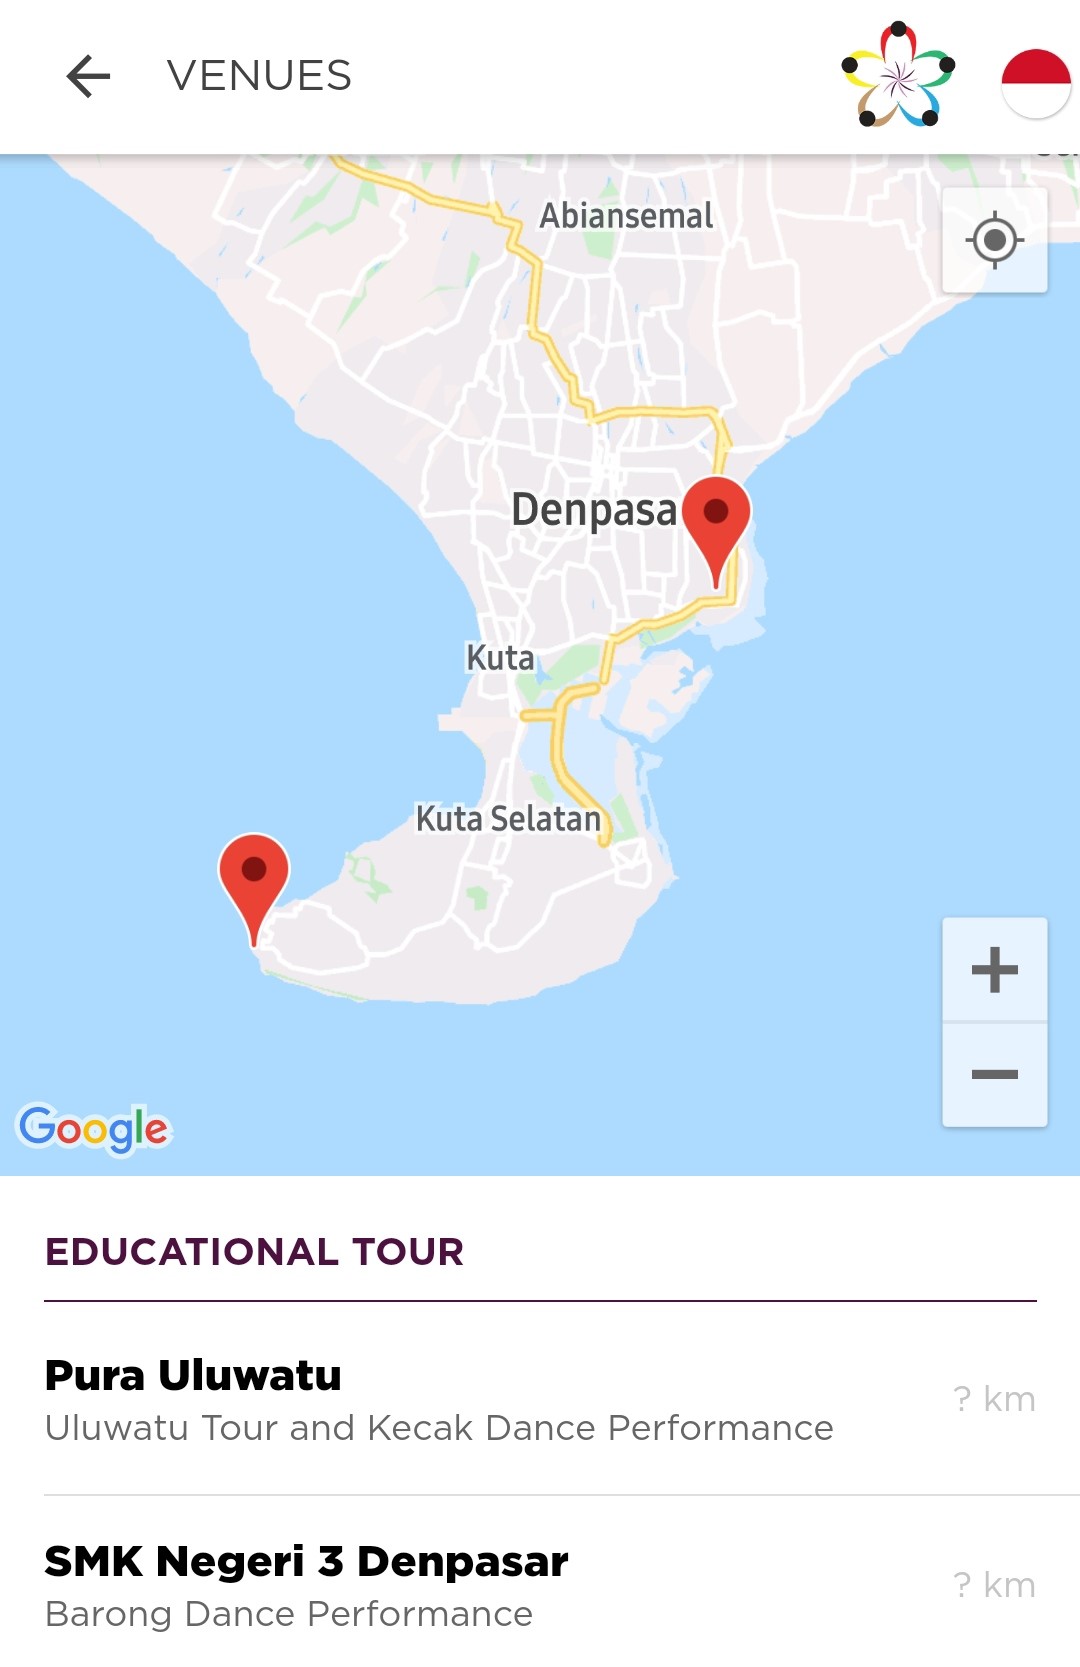 VENUES
Abiansemal
Denpasa
Kuta
Kuta Selatan
Google
EDUCATIONAL TOUR
Pura Uluwatu
Uluwatu Tour and Kecak Dance Performance
? km
SMK Negeri 3 Denpasar
Barong Dance Performance
? km